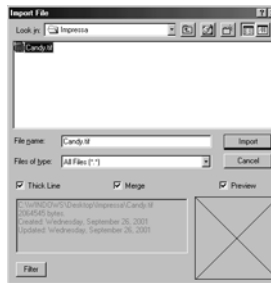 Import File
Look in: Impressa
Candy.tif
File name: Candy.tif Import
Files of type: All Files (*.*) Cancel
Thick Line Merge Preview
C:\WINDOWS\Desktop\Impressa\Candy.tif
2064545 bytes
Created: Wednesday, September 26, 2001
Updated: Wednesday, September 26, 2001
Filter